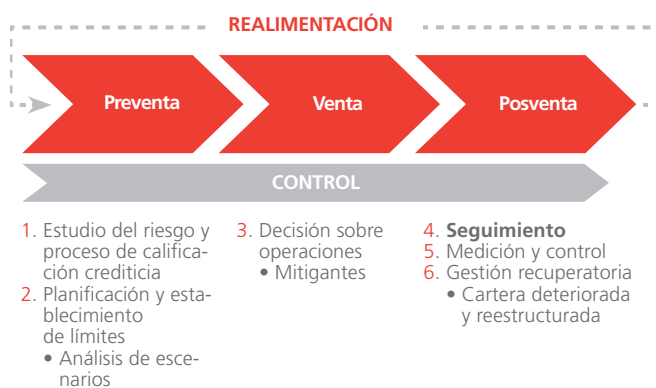 REALIMENTACIÓN
Preventa
Venta
Posventa
CONTROL
1. Estudio del riesgo y
proceso de califica-
ción crediticia
2. Planificación y esta-
blecimiento
de límites
• Análisis de esce-
narios
3. Decisión sobre
operaciones
• Mitigantes
4. Seguimiento
5. Medición y control
6. Gestión recuperatoria
• Cartera deteriorada
y reestructurada